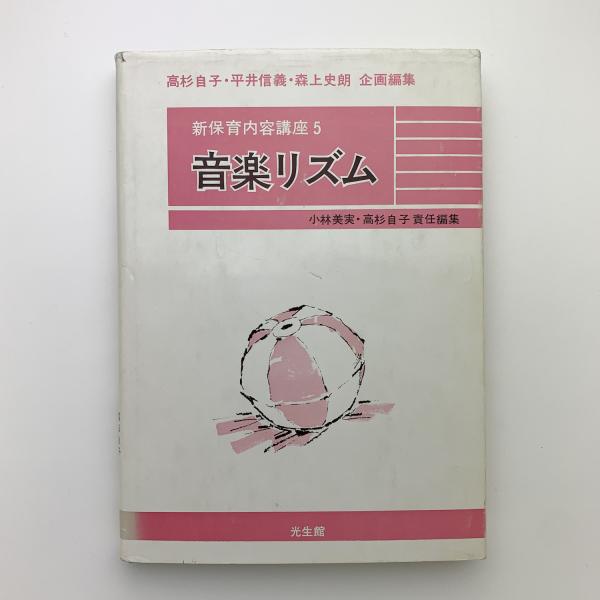 高杉自子・平井信義・森上史朗 企画編集
新保育内容講座5
音楽リズム
小林美実・高杉自子 責任編集
光生館